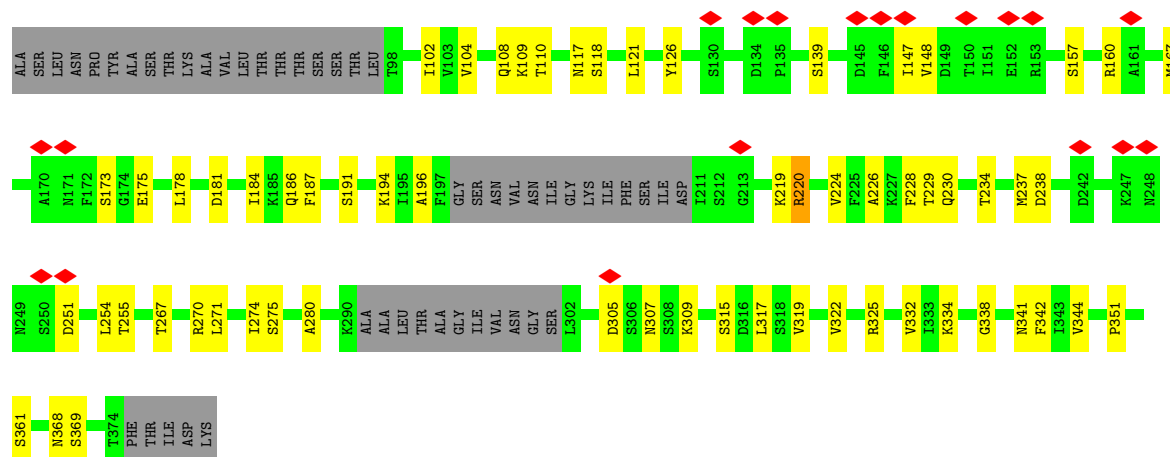 ALA SER LEU ASN PRO TYR ALA SER THR LYS ALA VAL LEU THR THR THR SER SER THR LEU T98 I102 V103 V104 Q108 K109 T110 N117 S118 L121 Y126 S130 D134 P135 S139 D145 F146 I147 V148 D149 T150 I151 E152 R153 S157 R160 A161 M167
A170 N171 F172 S173 G174 E175 L178 D181 I184 K185 Q186 F187 S191 K194 I195 A196 F197 GLY SER ASN VAL ASN ILE GLY LYS ILE PHE SER ILE ASP I211 S212 G213 K219 R220 V224 F225 A226 K227 F228 T229 Q230 T234 M237 D238 D242 K247 N248
N249 S250 D251 L254 T255 T267 R270 L271 I274 S275 A280 K290 ALA ALA LEU THR ALA GLY ILE VAL ASN GLY SER L302 D305 S306 N307 S308 K309 S315 D316 L317 S318 V319 V322 R325 V332 I333 K334 G338 N341 F342 I343 V344 P351
S361 N368 S369 T374 PHE THR ILE ASP LYS